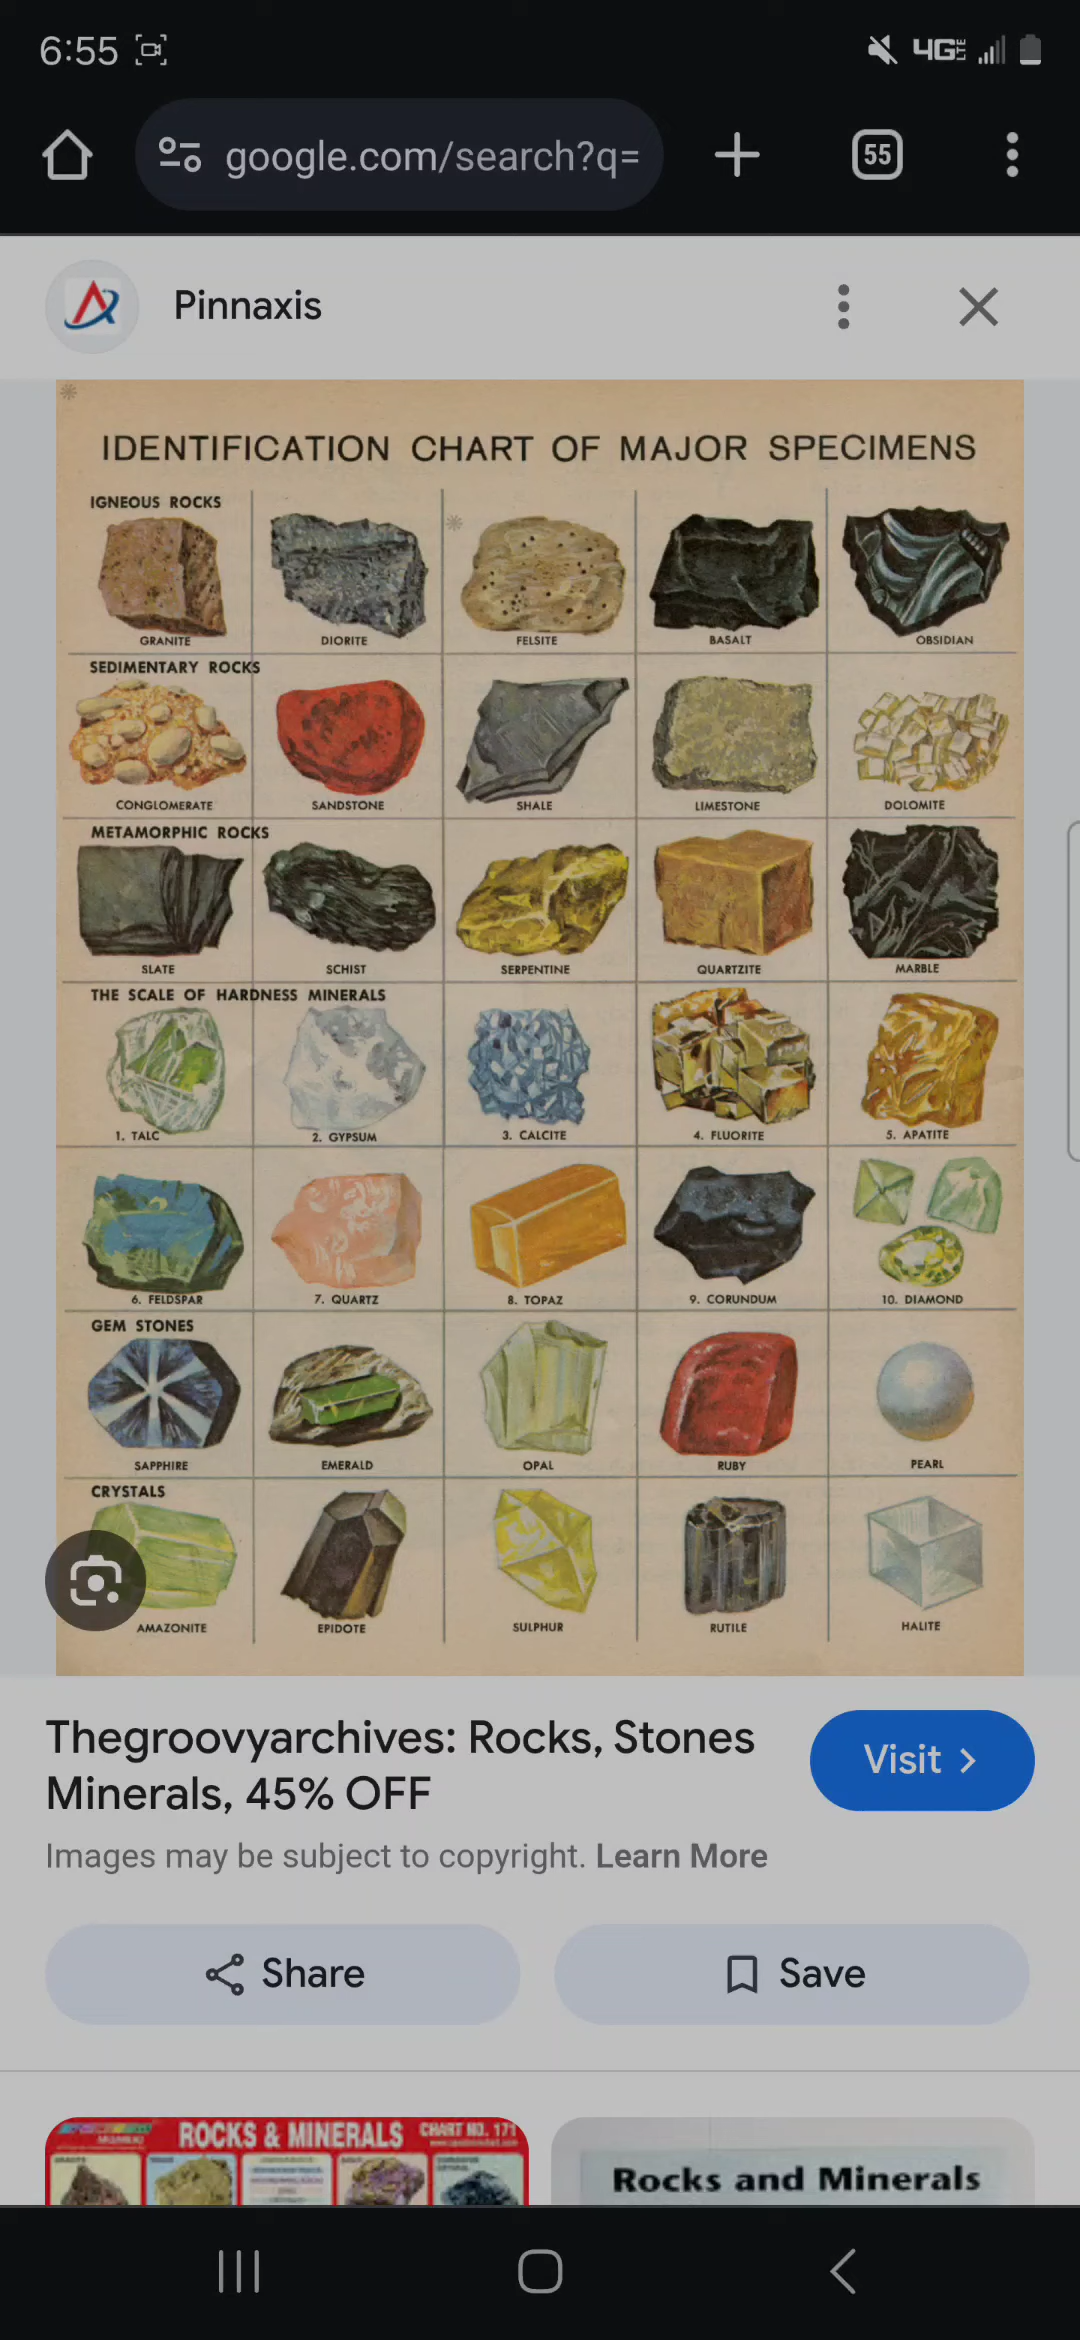 6:55
4G LTE
google.com/search?q=
55
Pinnaxis
IDENTIFICATION CHART OF MAJOR SPECIMENS
IGNEOUS ROCKS
GRANITE
DIORITE
FELSITE
BASALT
OBSIDIAN
SEDIMENTARY ROCKS
CONGLOMERATE
SANDSTONE
SHALE
LIMESTONE
DOLOMITE
METAMORPHIC ROCKS
SLATE
SCHIST
SERPENTINE
QUARTZITE
MARBLE
THE SCALE OF HARDNESS MINERALS
1. TALC
2. GYPSUM
3. CALCITE
4. FLUORITE
5. APATITE
6. FELDSPAR
7. QUARTZ
8. TOPAZ
9. CORUNDUM
10. DIAMOND
GEM STONES
SAPPHIRE
EMERALD
OPAL
RUBY
PEARL
CRYSTALS
AMAZONITE
EPIDOTE
SULPHUR
RUTILE
HALITE
Thegroovyarchives: Rocks, Stones
Minerals, 45% OFF
Visit
Images may be subject to copyright. Learn More
Share
Save
ROCKS & MINERALS
CHART NO. 171
Rocks and Minerals